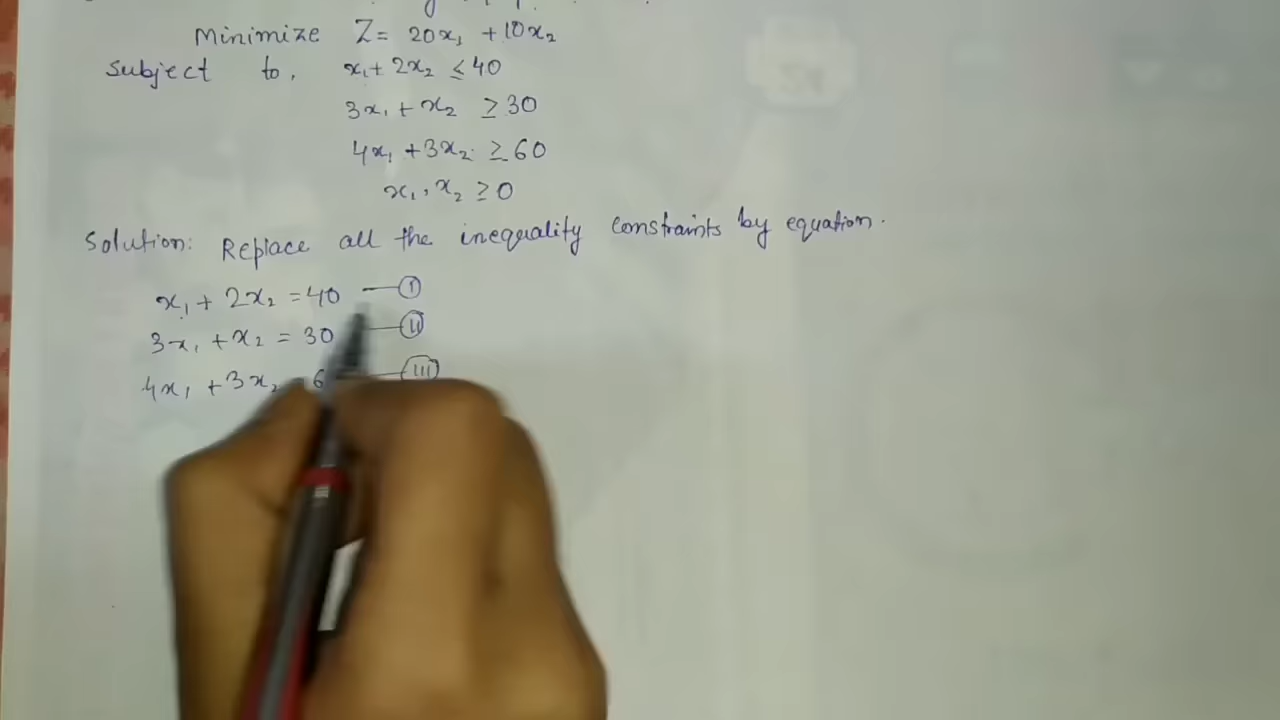 Minimize Z = 20x₁ + 10x₂
Subject to, x₁ + 2x₂ ≤ 40
3x₁ + x₂ ≥ 30
4x₁ + 3x₂ ≥ 60
x₁, x₂ ≥ 0
Solution: Replace all the inequality constraints by equation.
x₁ + 2x₂ = 40 — I
3x₁ + x₂ = 30 — II
4x₁ + 3x₂ 6 — III